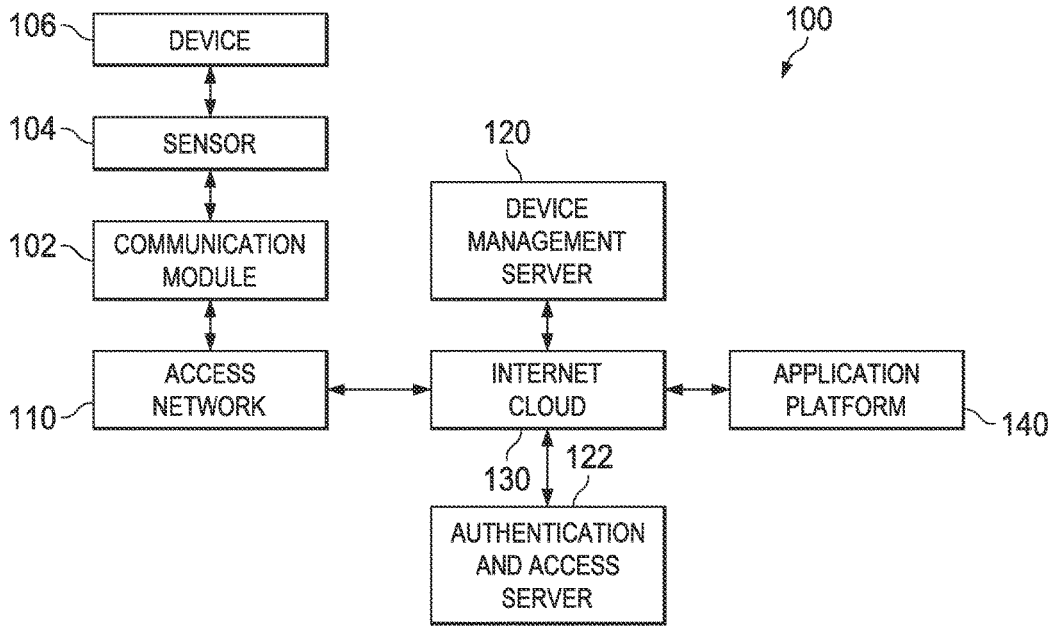 106
DEVICE
100
104
SENSOR
120
102
COMMUNICATION
MODULE
DEVICE
MANAGEMENT
SERVER
110
ACCESS
NETWORK
INTERNET
CLOUD
APPLICATION
PLATFORM
140
130
122
AUTHENTICATION
AND ACCESS
SERVER